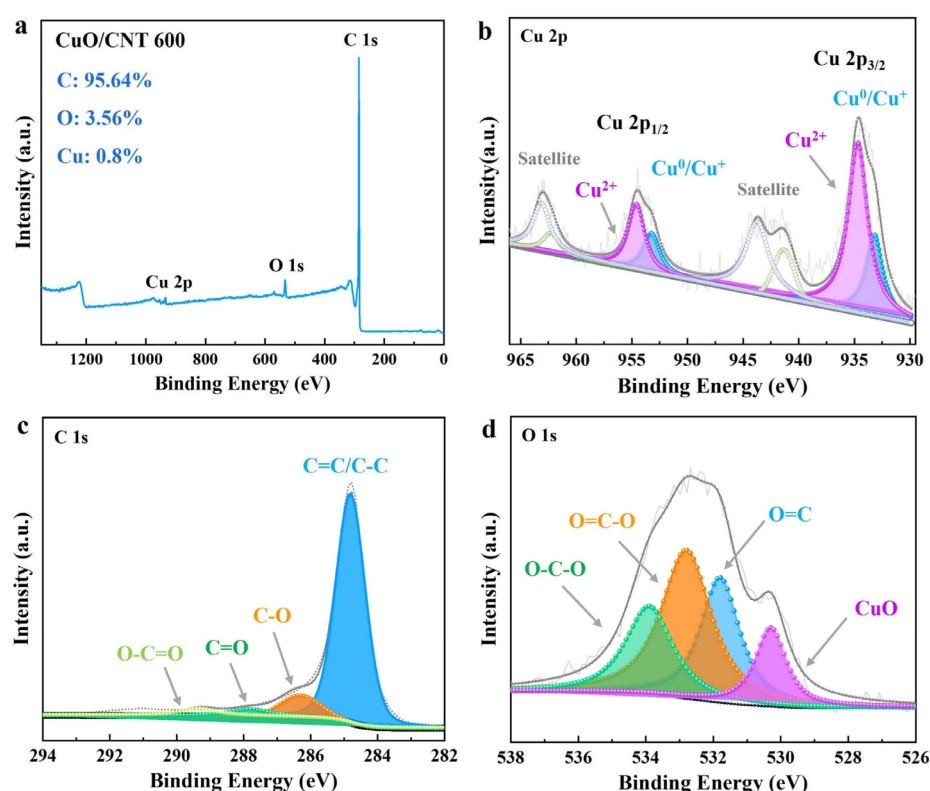 a
CuO/CNT 600
C 1s
C: 95.64%
O: 3.56%
Cu: 0.8%
Cu 2p
O 1s
Intensity (a.u.)
1200 1000 800 600 400 200 0
Binding Energy (eV)
b
Cu 2p
Cu 2p3/2
Cu⁰/Cu⁺
Cu 2p1/2
Cu²⁺
Satellite
Cu²⁺
Cu⁰/Cu⁺
Satellite
Intensity(a.u.)
965 960 955 950 945 940 935 930
Binding Energy (eV)
c
C 1s
C=C/C-C
C-O
C=O
O-C=O
Intensity (a.u.)
294 292 290 288 286 284 282
Binding Energy (eV)
d
O 1s
O=C-O
O=C
O-C-O
CuO
Intensity (a.u.)
538 536 534 532 530 528 526
Binding Energy (eV)